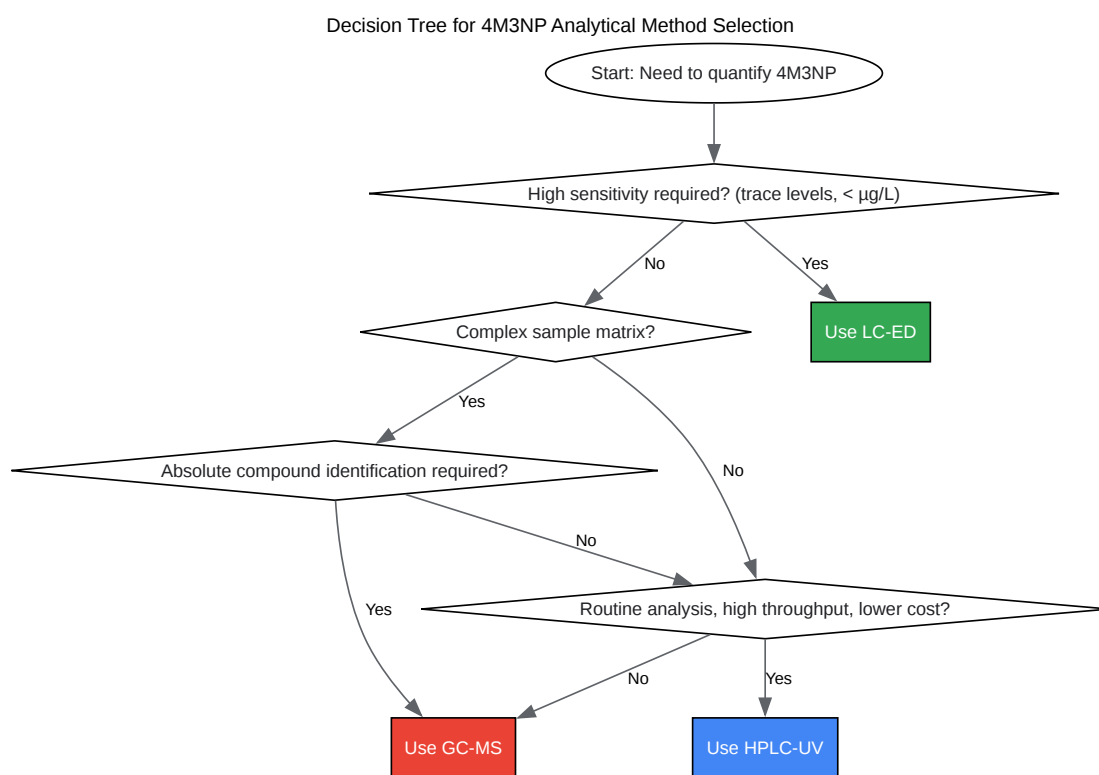 Decision Tree for 4M3NP Analytical Method Selection
Start: Need to quantify 4M3NP
High sensitivity required? (trace levels, < µg/L)
No
Yes
Complex sample matrix?
Use LC-ED
Yes
No
Absolute compound identification required?
No
Yes
Routine analysis, high throughput, lower cost?
No
Yes
Use GC-MS
Use HPLC-UV